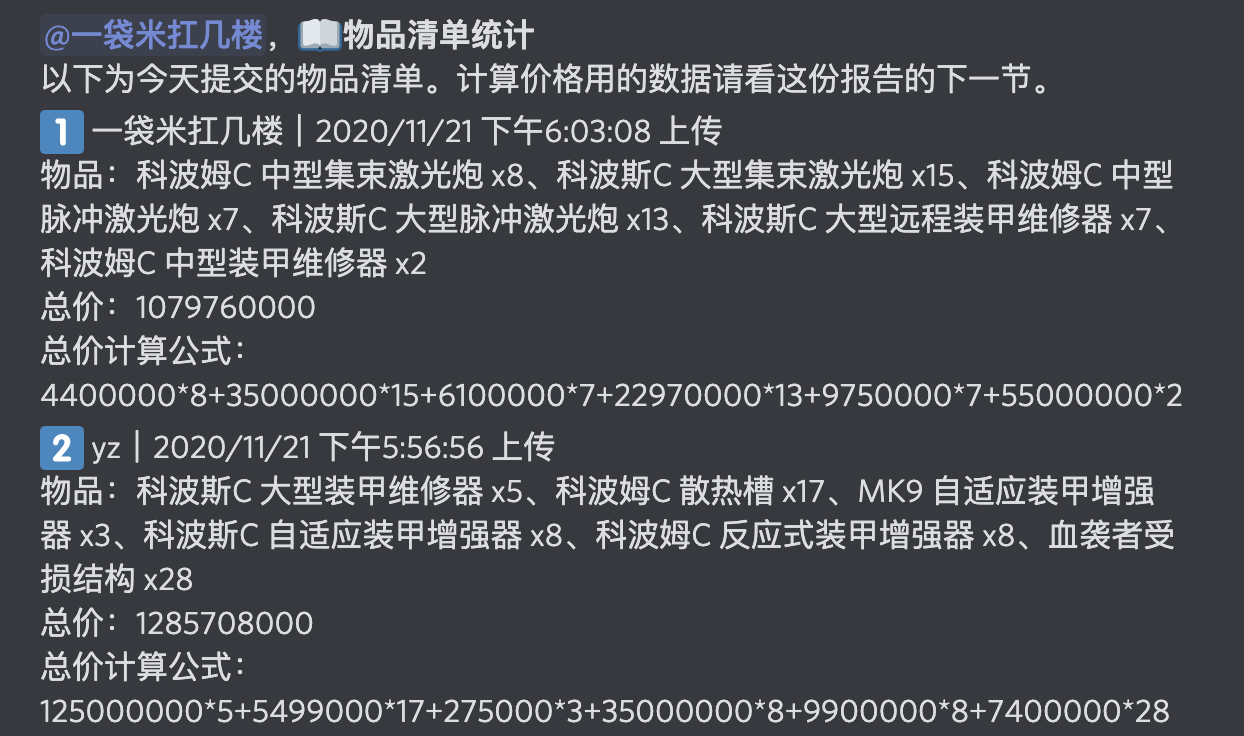 @一袋米扛几楼，📖物品清单统计
以下为今天提交的物品清单。计算价格用的数据请看这份报告的下一节。
1 一袋米扛几楼 | 2020/11/21 下午6:03:08 上传
物品：科波姆C 中型集束激光炮 x8、科波斯C 大型集束激光炮 x15、科波姆C 中型
脉冲激光炮 x7、科波斯C 大型脉冲激光炮 x13、科波斯C 大型远程装甲维修器 x7、
科波姆C 中型装甲维修器 x2
总价：1079760000
总价计算公式：
4400000*8+35000000*15+6100000*7+22970000*13+9750000*7+55000000*2
2 yz | 2020/11/21 下午5:56:56 上传
物品：科波斯C 大型装甲维修器 x5、科波姆C 散热槽 x17、MK9 自适应装甲增强
器 x3、科波斯C 自适应装甲增强器 x8、科波姆C 反应式装甲增强器 x8、血袭者受
损结构 x28
总价：1285708000
总价计算公式：
125000000*5+5499000*17+275000*3+35000000*8+9900000*8+7400000*28